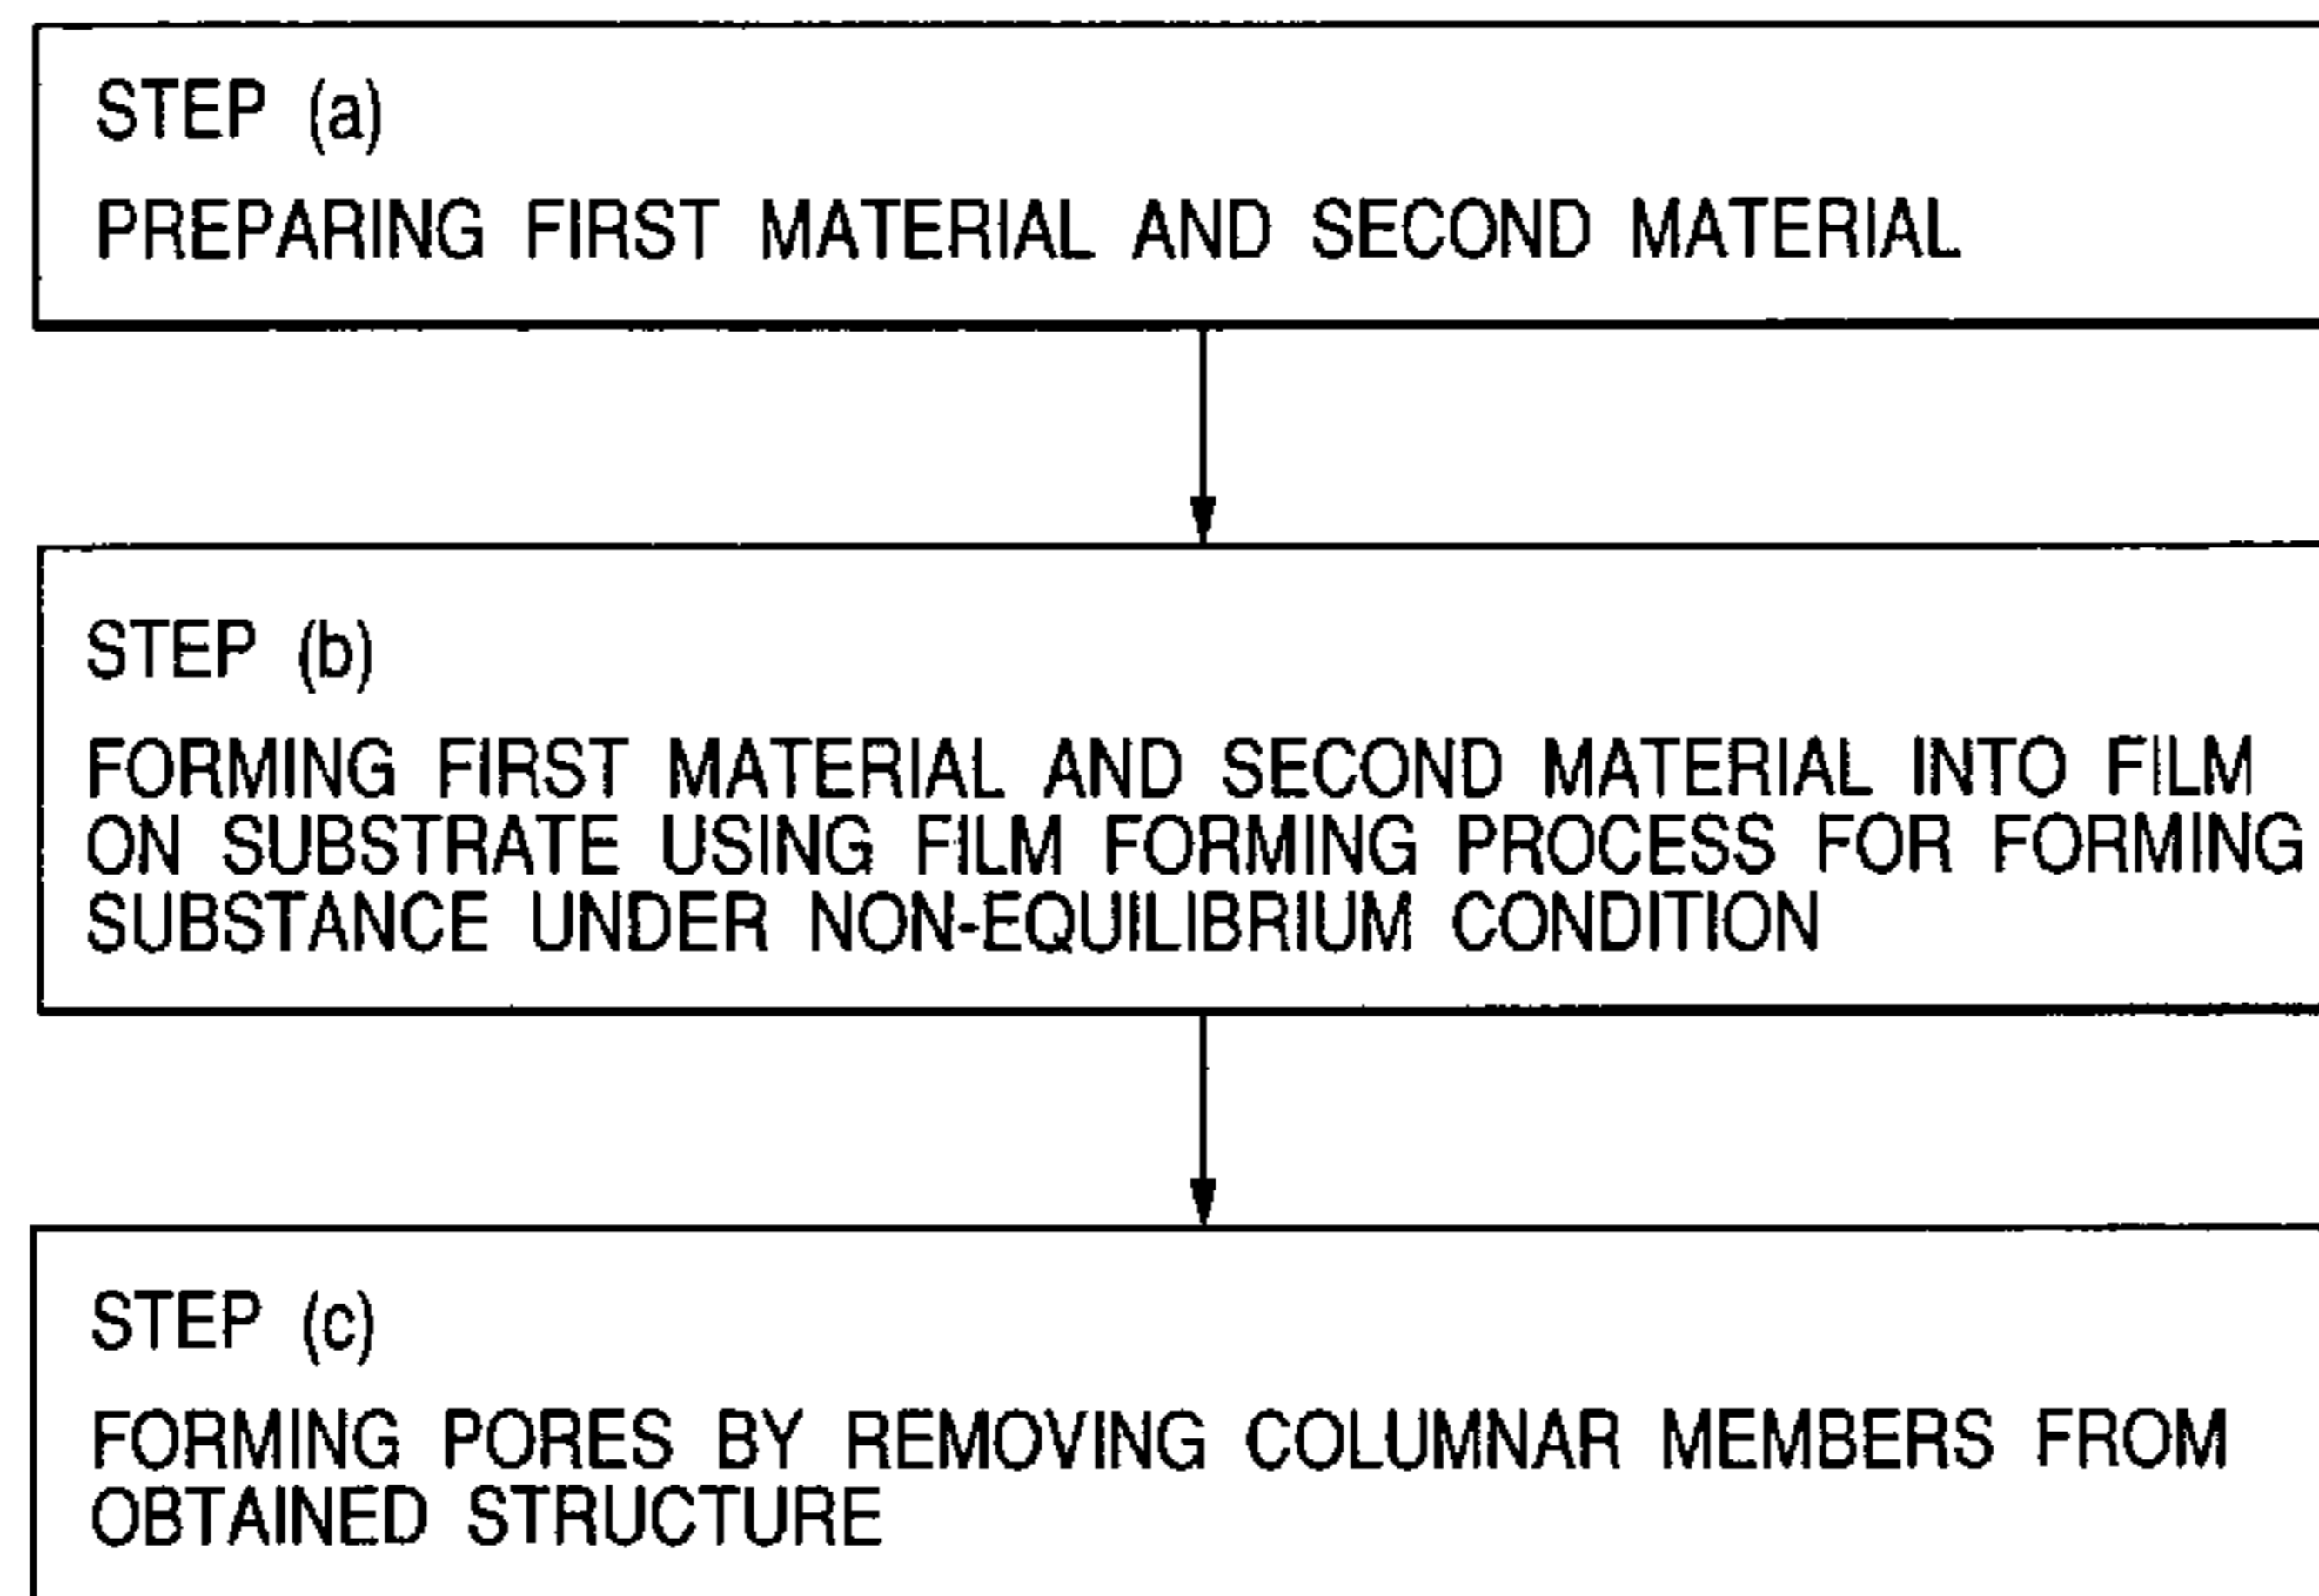 STEP (a)
PREPARING FIRST MATERIAL AND SECOND MATERIAL
STEP (b)
FORMING FIRST MATERIAL AND SECOND MATERIAL INTO FILM
ON SUBSTRATE USING FILM FORMING PROCESS FOR FORMING
SUBSTANCE UNDER NON-EQUILIBRIUM CONDITION
STEP (c)
FORMING PORES BY REMOVING COLUMNAR MEMBERS FROM
OBTAINED STRUCTURE